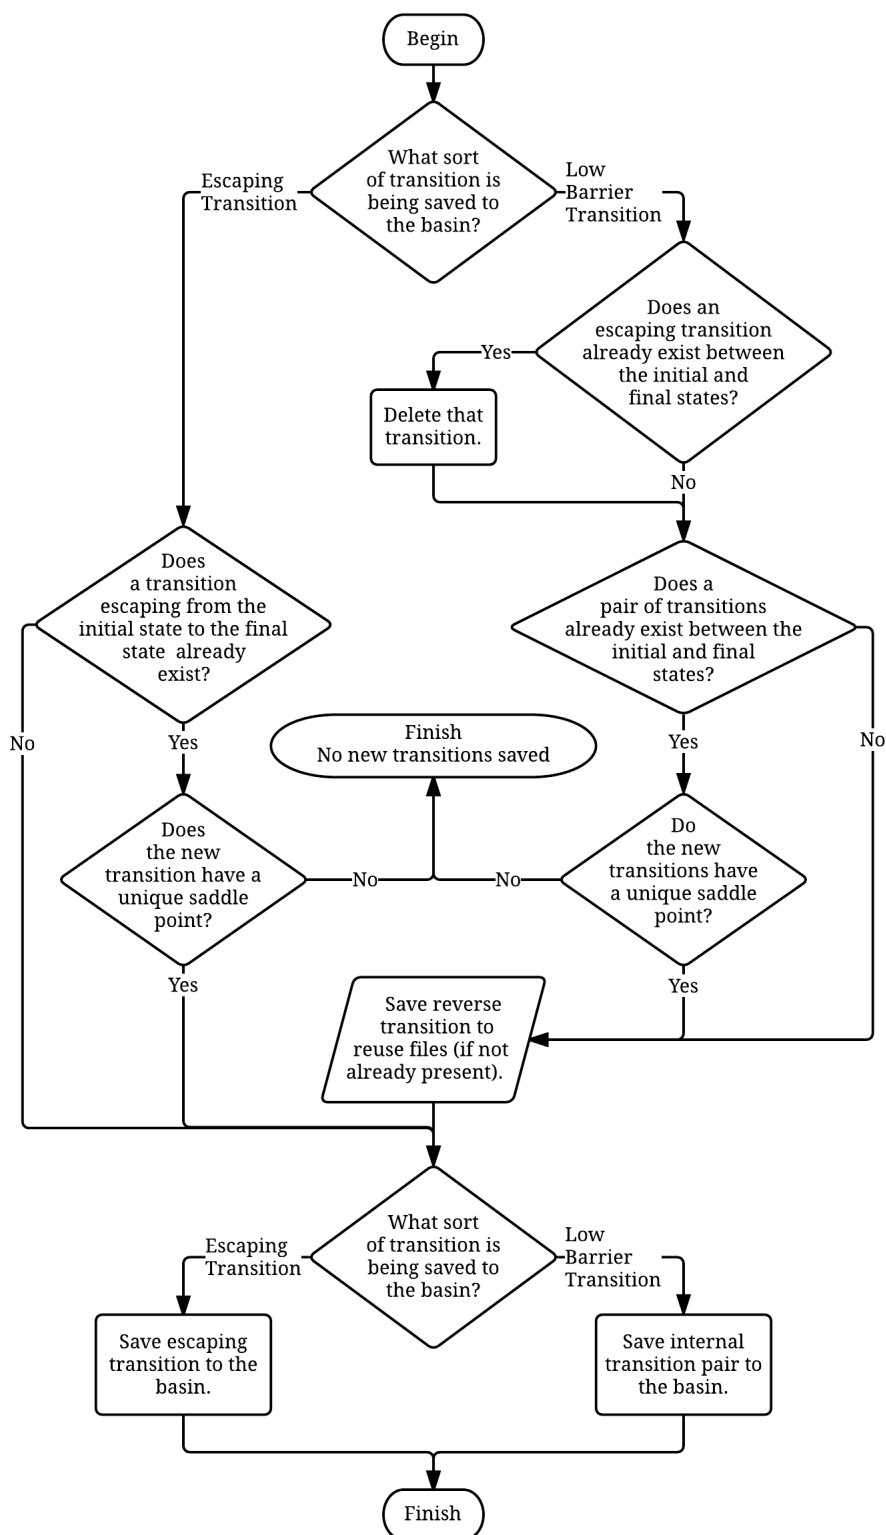 Begin
What sort
of transition is
being saved to
the basin?
Escaping
Transition
Low
Barrier
Transition
Does an
escaping transition
already exist between
the initial and
final states?
Yes
Delete that
transition.
No
Does
a transition
escaping from the
initial state to the final
state already
exist?
Does a
pair of transitions
already exist between the
initial and final
states?
No
Yes
Finish
No new transitions saved
Yes
No
Does
the new
transition have a
unique saddle
point?
No
No
Do
the new
transitions have
a unique saddle
point?
Yes
Yes
Save reverse
transition to
reuse files (if not
already present).
What sort
of transition is
being saved to
the basin?
Escaping
Transition
Low
Barrier
Transition
Save escaping
transition to the
basin.
Save internal
transition pair to
the basin.
Finish